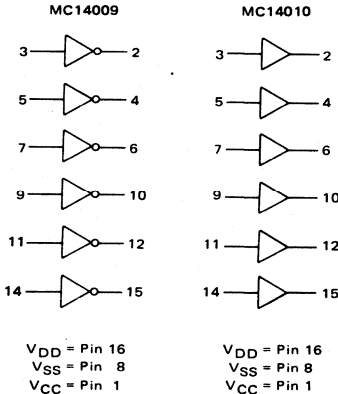 MC14009 MC14010
3 2 3 2
5 4 5 4
7 6 7 6
9 10 9 10
11 12 11 12
14 15 14 15
VDD = Pin 16 VDD = Pin 16
VSS = Pin 8 VSS = Pin 8
VCC = Pin 1 VCC = Pin 1